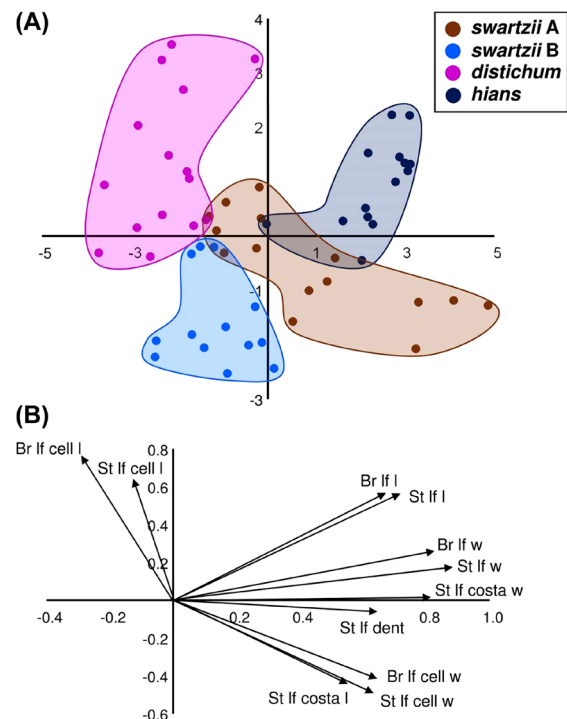 (A)
4
3
2
-5
-3
1
3
5
-1
-3
swartzii A
swartzii B
distichum
hians
(B)
0.8
0.6
0.4
0.2
-0.4
-0.2
0.2
0.4
0.6
0.8
1.0
-0.2
-0.4
-0.6
Br lf cell l
St lf cell l
Br lf l
St lf l
Br lf w
St lf w
St lf costa w
St lf dent
Br lf cell w
St lf costa l
St lf cell w